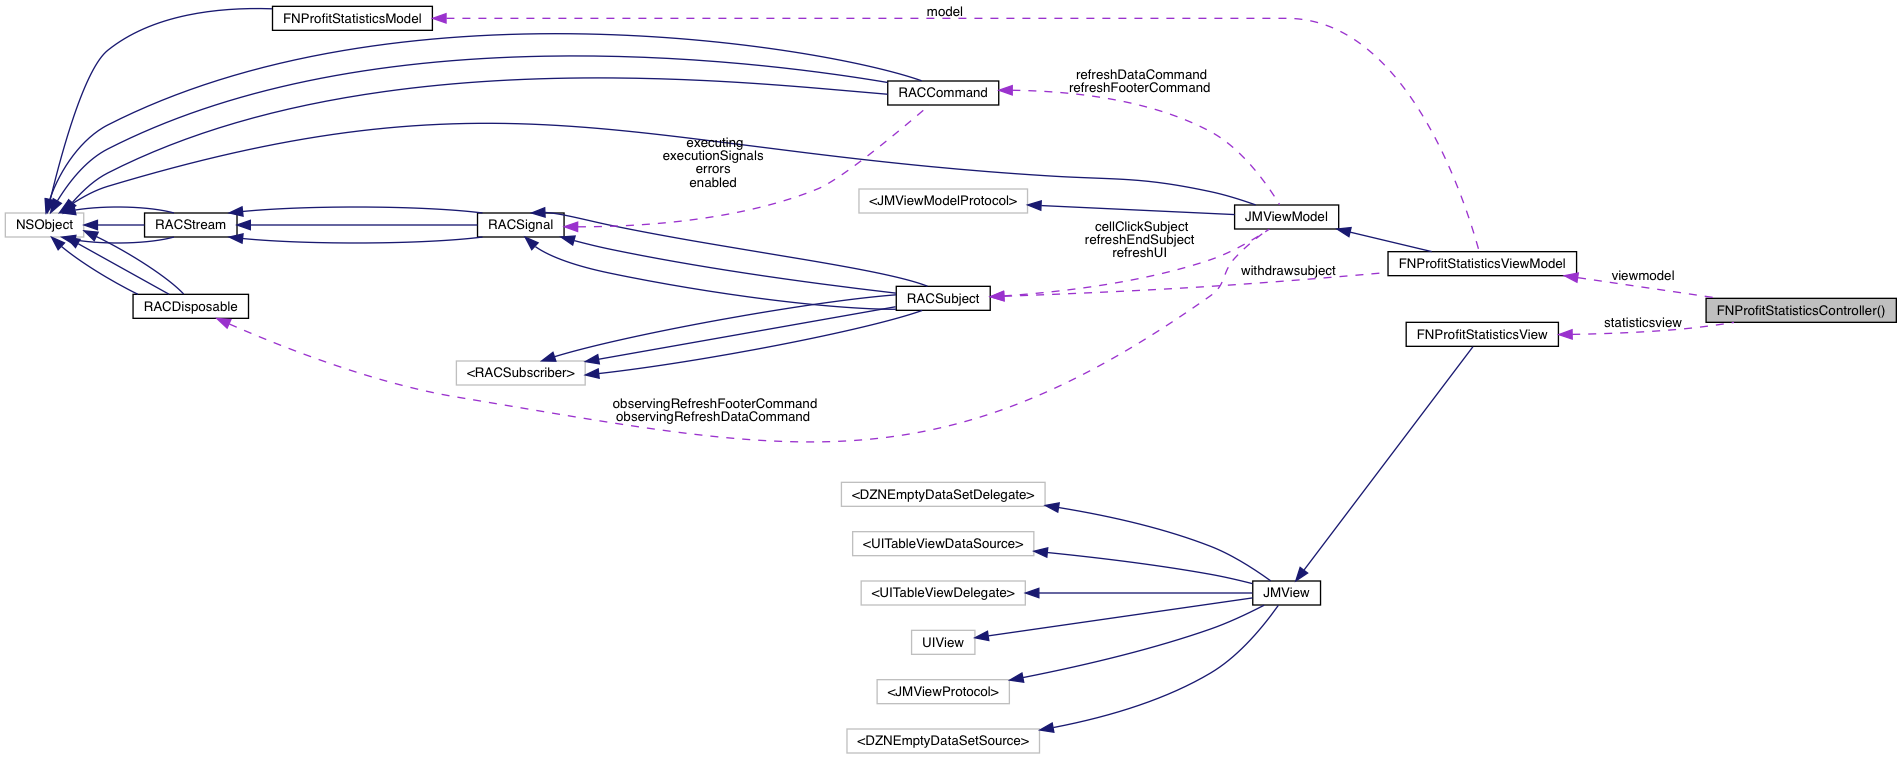 FNProfitStatisticsModel
model
RACCommand
refreshDataCommand
refreshFooterCommand
executing
executionSignals
errors
enabled
<JMViewModelProtocol>
NSObject
RACStream
RACSignal
JMViewModel
cellClickSubject
refreshEndSubject
refreshUI
FNProfitStatisticsViewModel
withdrawsubject
viewmodel
RACDisposable
RACSubject
FNProfitStatisticsController()
statisticsview
FNProfitStatisticsView
<RACSubscriber>
observingRefreshFooterCommand
observingRefreshDataCommand
<DZNEmptyDataSetDelegate>
<UITableViewDataSource>
<UITableViewDelegate>
JMView
UIView
<JMViewProtocol>
<DZNEmptyDataSetSource>